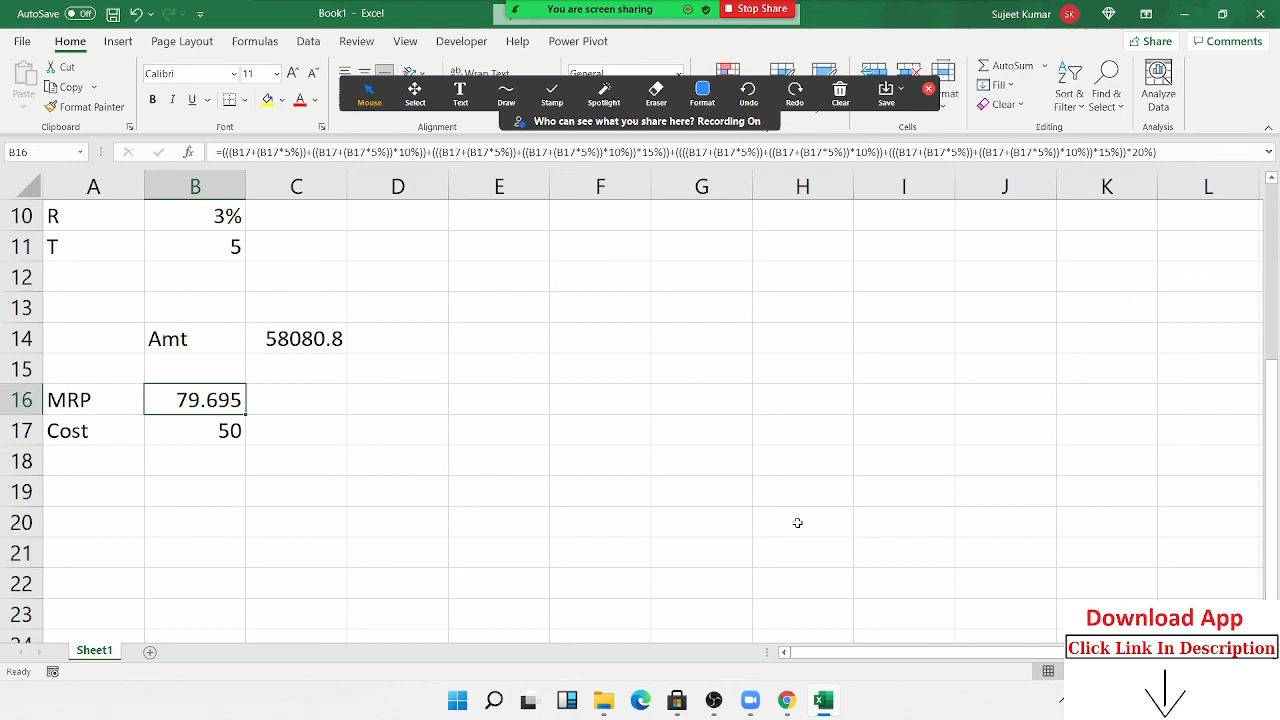 AutoSave Off
Book1 - Excel
You are screen sharing
Stop Share
Sujeet Kumar
SK
File Home Insert Page Layout Formulas Data Review View Developer Help Power Pivot
Share
Comments
Paste
Cut
Copy
Format Painter
Clipboard
Calibri
11
B I U
Font
Wrap Text
Alignment
General
Cells
AutoSum
Fill
Clear
Sort &
Filter
Find &
Select
Editing
Analyze
Data
Analysis
Mouse Select Text Draw Stamp Spotlight Eraser Format Undo Redo Clear Save
Who can see what you share here? Recording On
B16
fx
=(((B17+(B17*5%))+((B17+(B17*5%))*10%))+(((B17+(B17*5%))+((B17+(B17*5%))*10%))*15%))+((((B17+(B17*5%))+((B17+(B17*5%))*10%))+(((B17+(B17*5%))+((B17+(B17*5%))*10%))*15%))*20%)
A B C D E F G H I J K L
10 R 3%
11 T 5
12
13
14 Amt 58080.8
15
16 MRP 79.695
17 Cost 50
18
19
20
21
22
23
Sheet1
Ready
Download App
Click Link In Description